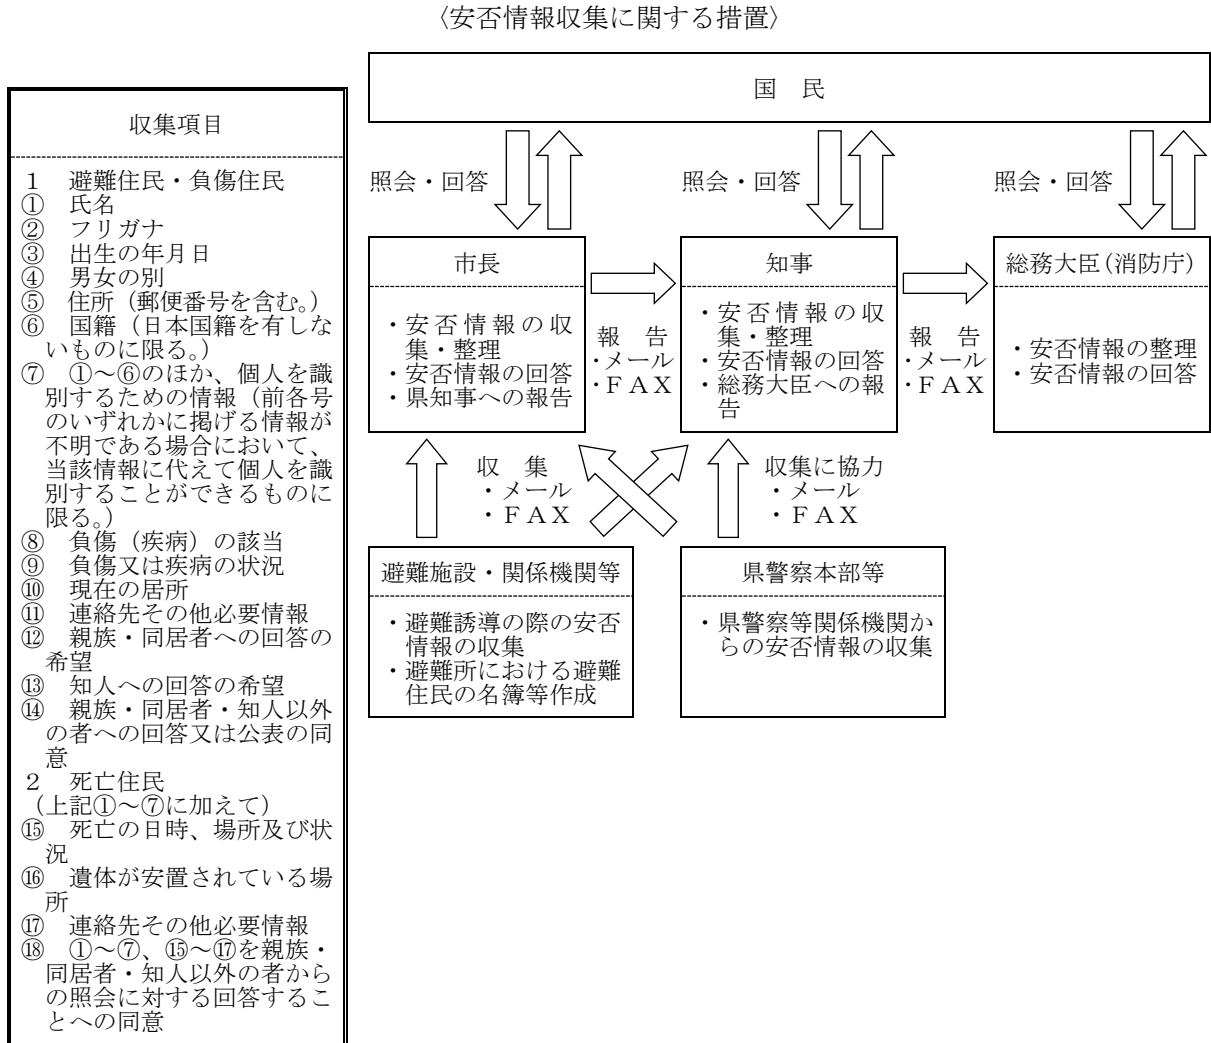 〈安否情報収集に関する措置〉
国　民
収集項目
1　避難住民・負傷住民
①　氏名
②　フリガナ
③　出生の年月日
④　男女の別
⑤　住所（郵便番号を含む。）
⑥　国籍（日本国籍を有しな
いものに限る。）
⑦　①～⑥のほか、個人を識
別するための情報（前各号
のいずれかに掲げる情報が
不明である場合において、
当該情報に代えて個人を識
別することができるものに
限る。）
⑧　負傷（疾病）の該当
⑨　負傷又は疾病の状況
⑩　現在の居所
⑪　連絡先その他必要情報
⑫　親族・同居者への回答の
希望
⑬　知人への回答の希望
⑭　親族・同居者・知人以外
の者への回答又は公表の同
意
２　死亡住民
（上記①～⑦に加えて）
⑮　死亡の日時、場所及び状
況
⑯　遺体が安置されている場
所
⑰　連絡先その他必要情報
⑱　①～⑦、⑮～⑰を親族・
同居者・知人以外の者から
の照会に対する回答するこ
とへの同意
照会・回答
照会・回答
照会・回答
市長
・安否情報の収
集・整理
・安否情報の回答
・県知事への報告
報　告
・メール
・ＦＡＸ
知事
・安否情報の収
集・整理
・安否情報の回答
・総務大臣への報
告
報　告
・メール
・ＦＡＸ
総務大臣（消防庁）
・安否情報の整理
・安否情報の回答
収　集
・メール
・ＦＡＸ
収集に協力
・メール
・ＦＡＸ
避難施設・関係機関等
・避難誘導の際の安否
情報の収集
・避難所における避難
住民の名簿等作成
県警察本部等
・県警察等関係機関か
らの安否情報の収集